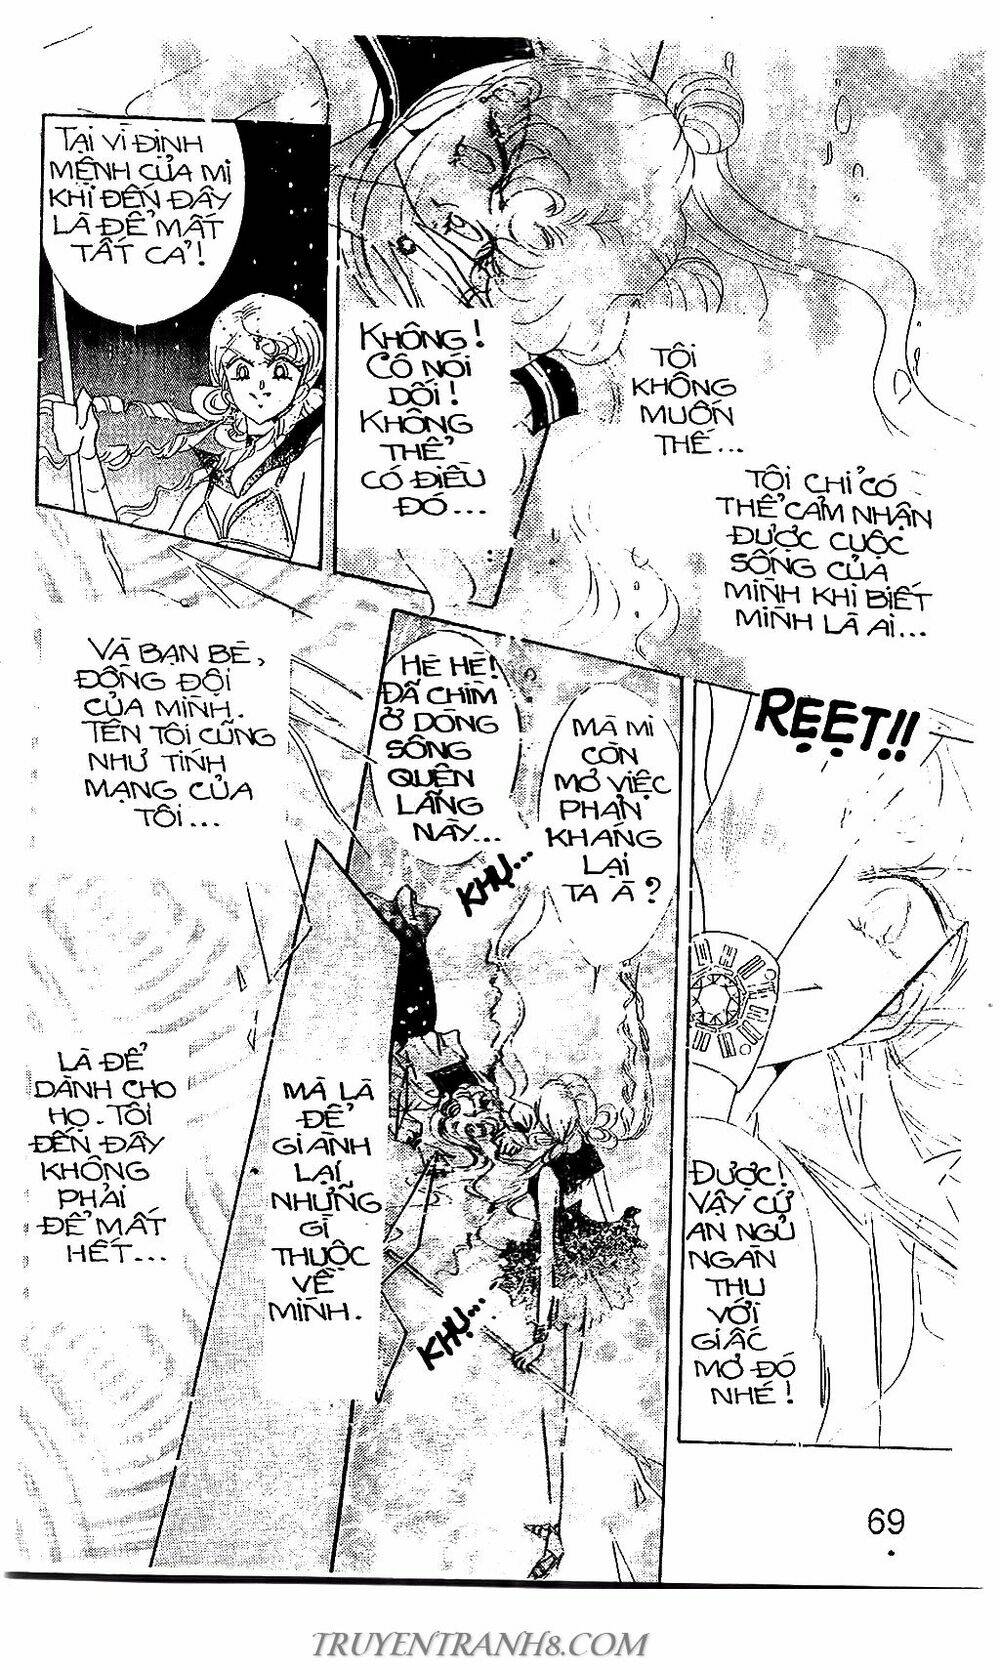 TẠI VÌ ĐỊNH
MỆNH CỦA MI
KHI ĐẾN ĐÂY
LÀ ĐỂ MẤT
TẤT CẢ!
KHÔNG!
CÔ NÓI
DỐI!
KHÔNG
THỂ
CÓ ĐIỀU
ĐÓ...
TÔI
KHÔNG
MUỐN
THẾ...
TÔI CHỈ CÓ
THỂ CẢM NHẬN
ĐƯỢC CUỘC
SỐNG CỦA
MÌNH KHI BIẾT
MÌNH LÀ AI...
VÀ BẠN BÈ,
ĐỒNG ĐỘI
CỦA MÌNH.
TÊN TÔI CŨNG
NHƯ TÍNH
MẠNG CỦA
TÔI...
HÊ HÊ!
ĐÃ CHÌM
Ở DÒNG
SÔNG
QUÊN
LÃNG
NÀY...
MÀ MI
CÒN
MƠ VIỆC
PHẢN
KHÁNG
LẠI
TA À?
RẸẸT!!
KHỤ...
LÀ ĐỂ
DÀNH CHO
HỌ. TÔI
ĐẾN ĐÂY
KHÔNG
PHẢI
ĐỂ MẤT
HẾT...
MÀ LÀ
ĐỂ
GIÀNH
LẠI
NHỮNG
GÌ
THUỘC
VỀ
MÌNH.
KHỤ...
ĐƯỢC!
VẬY CỨ
AN NGỦ
NGÀN
THU
VỚI
GIẤC
MƠ ĐÓ
NHÉ!
69
TRUYENTRANH8.COM